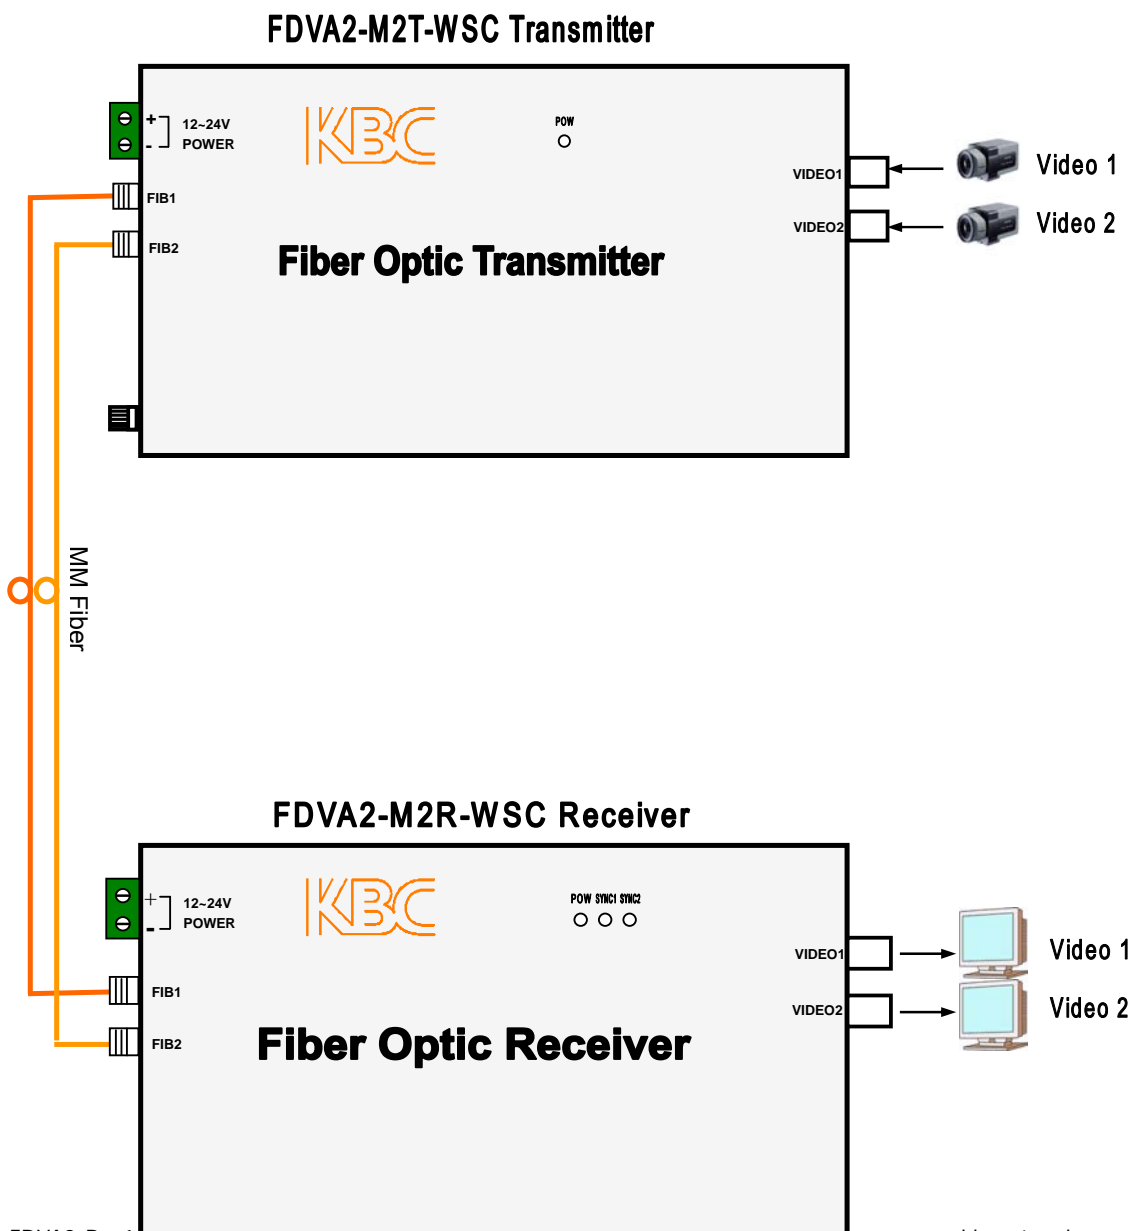 FDVA2-M2T-WSC Transmitter
+
12~24V
-
POWER
KBC
POW
VIDEO1
Video 1
FIB1
VIDEO2
Video 2
FIB2
Fiber Optic Transmitter
MM Fiber
FDVA2-M2R-WSC Receiver
+
12~24V
-
POWER
KBC
POW SYNC1 SYNC2
VIDEO1
Video 1
FIB1
VIDEO2
Video 2
FIB2
Fiber Optic Receiver